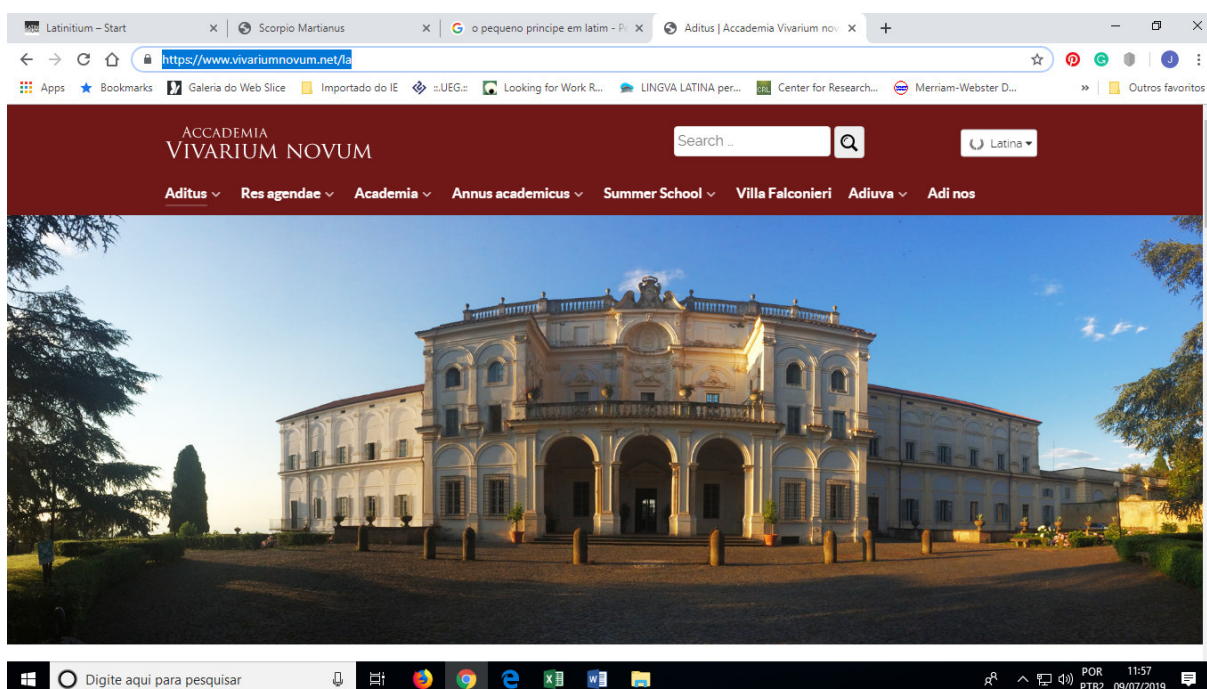 Latinitium – Start
Scorpio Martianus
o pequeno principe em latim - Pe
Aditus | Accademia Vivarium nov
https://www.vivariumnovum.net/la
Apps Bookmarks Galeria do Web Slice Importado do IE ::.UEG.:: Looking for Work R... LINGVA LATINA per... Center for Research... Merriam-Webster D... » Outros favoritos
Accademia
Vivarium novum
Search ...
Latina
Aditus Res agendae Academia Annus academicus Summer School Villa Falconieri Adiuva Adi nos
Digite aqui para pesquisar
POR 11:57
PTB2 09/07/2019